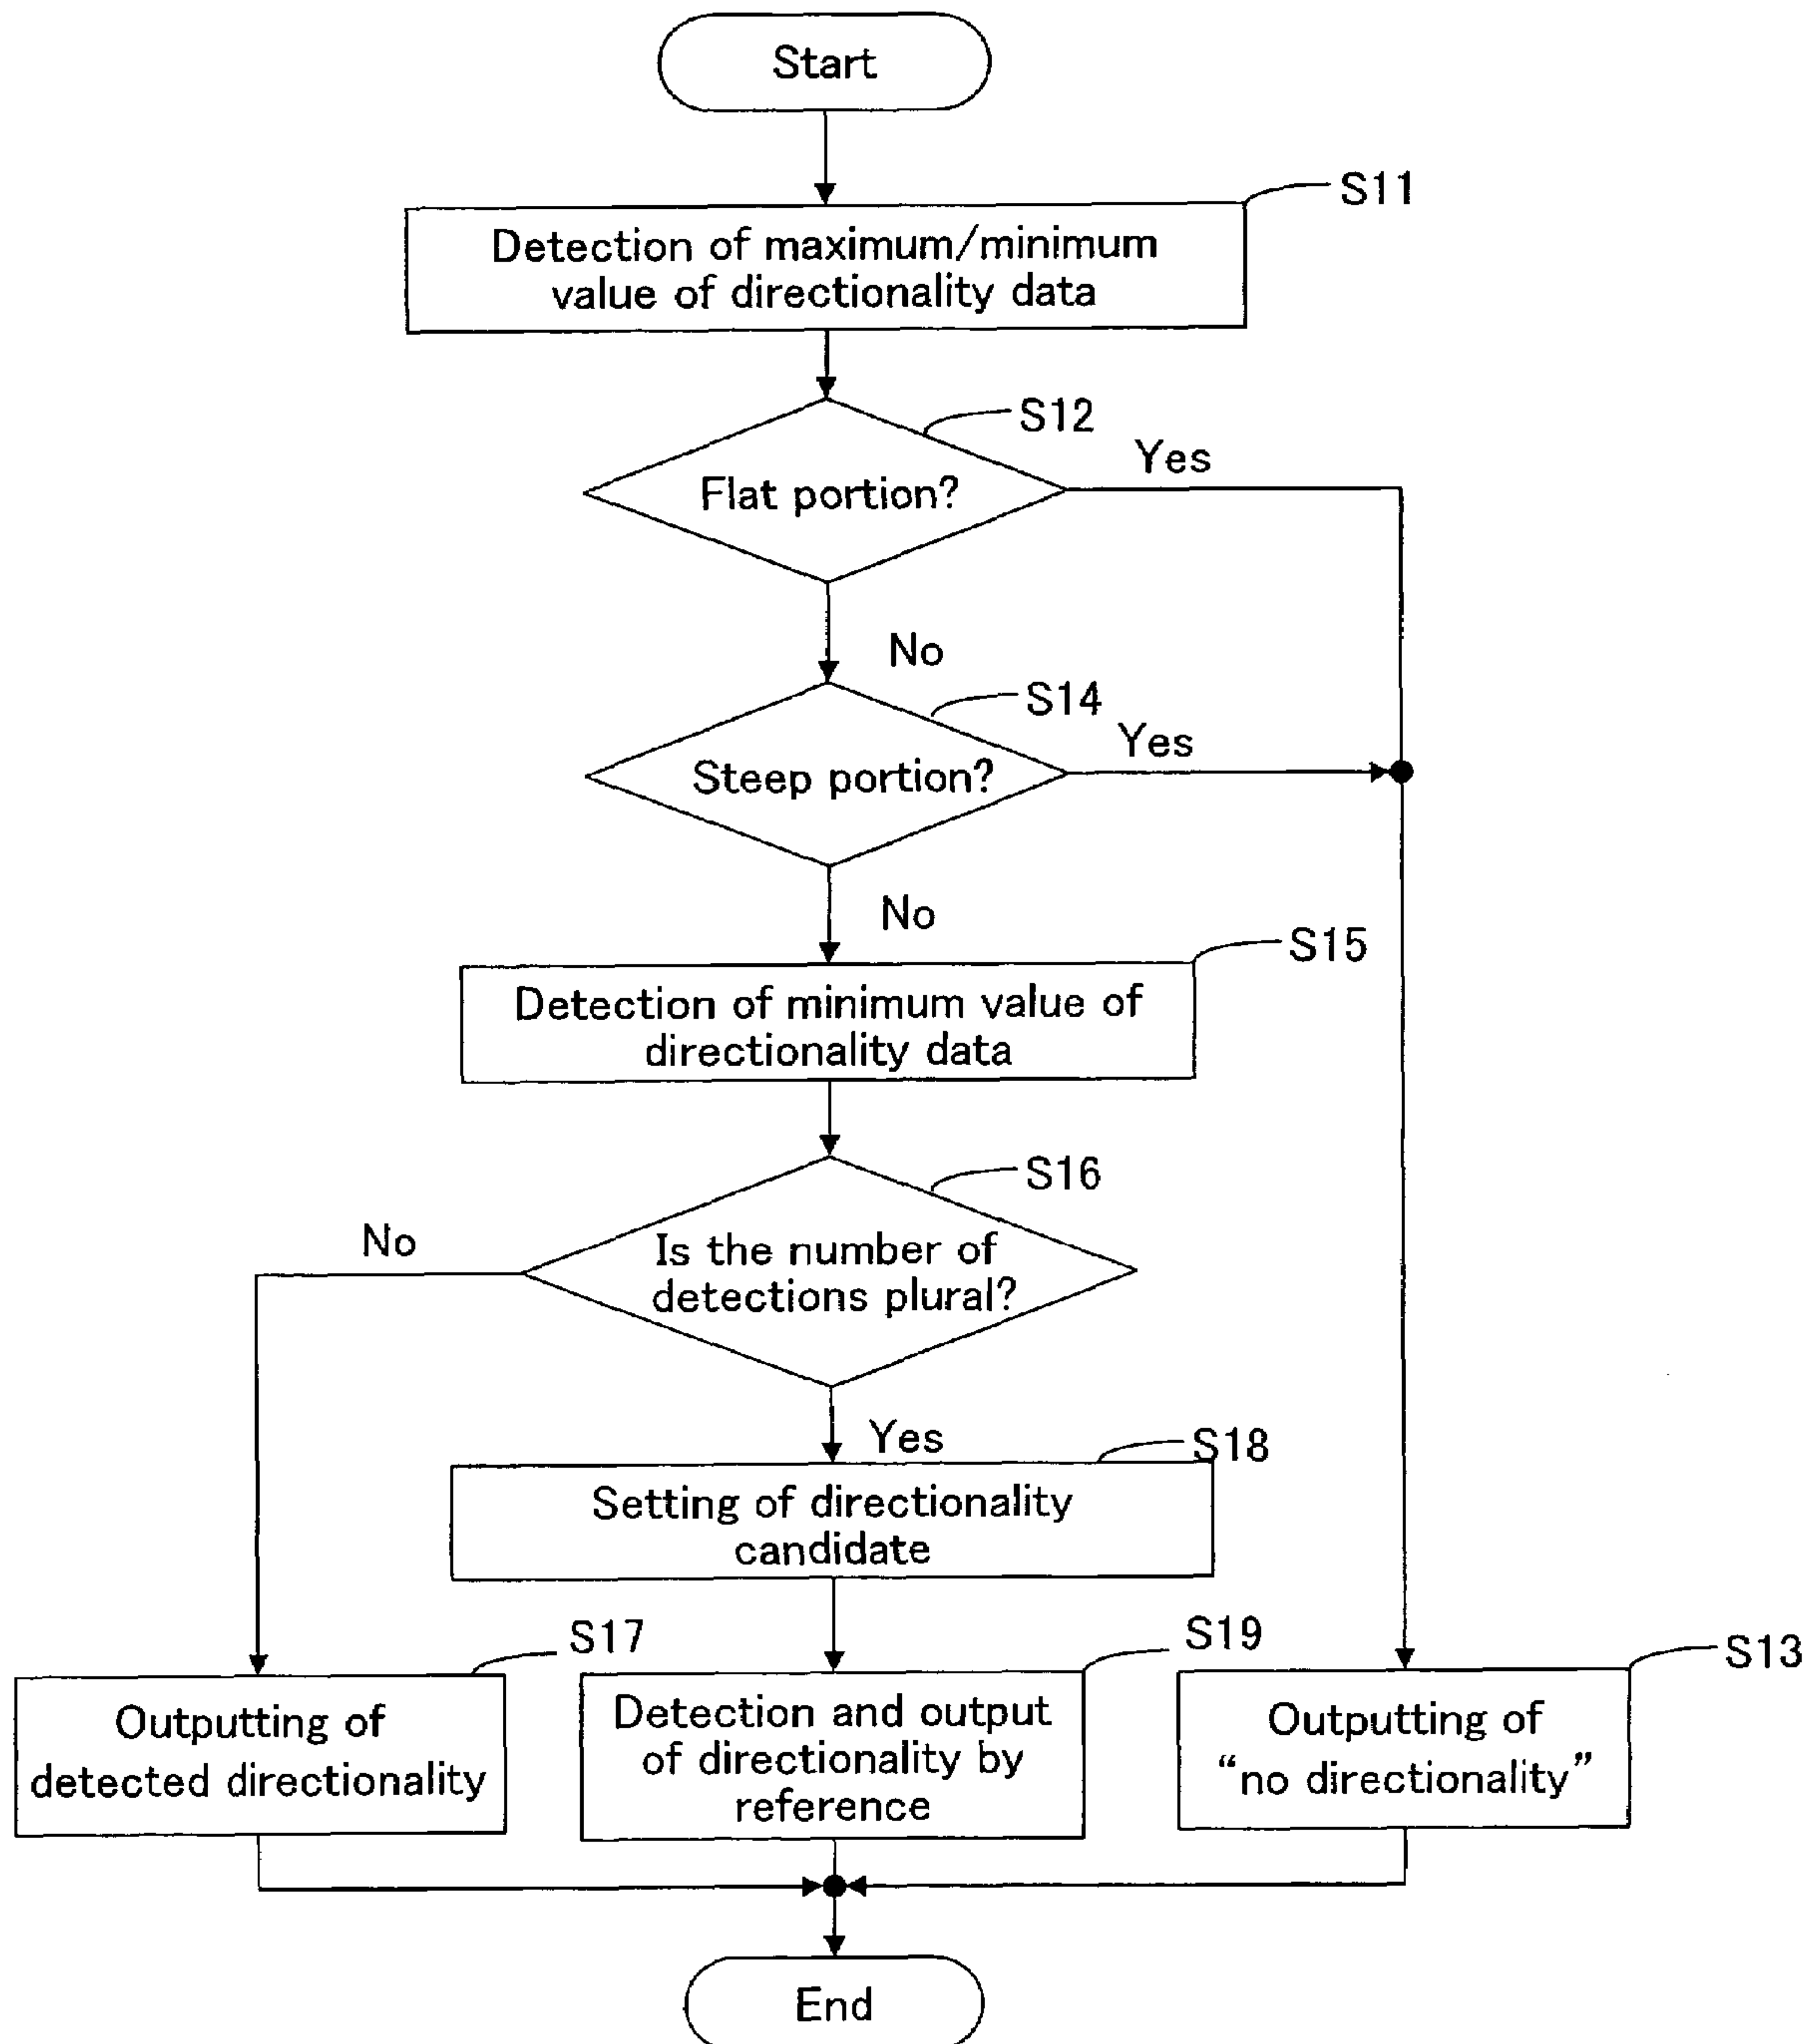 Start
S11
Detection of maximum/minimum
value of directionality data
S12
Yes
Flat portion?
No
S14
Yes
Steep portion?
No
S15
Detection of minimum value of
directionality data
S16
No
Is the number of
detections plural?
Yes
S18
Setting of directionality
candidate
S17
Outputting of
detected directionality
S19
Detection and output
of directionality by
reference
S13
Outputting of
“no directionality”
End